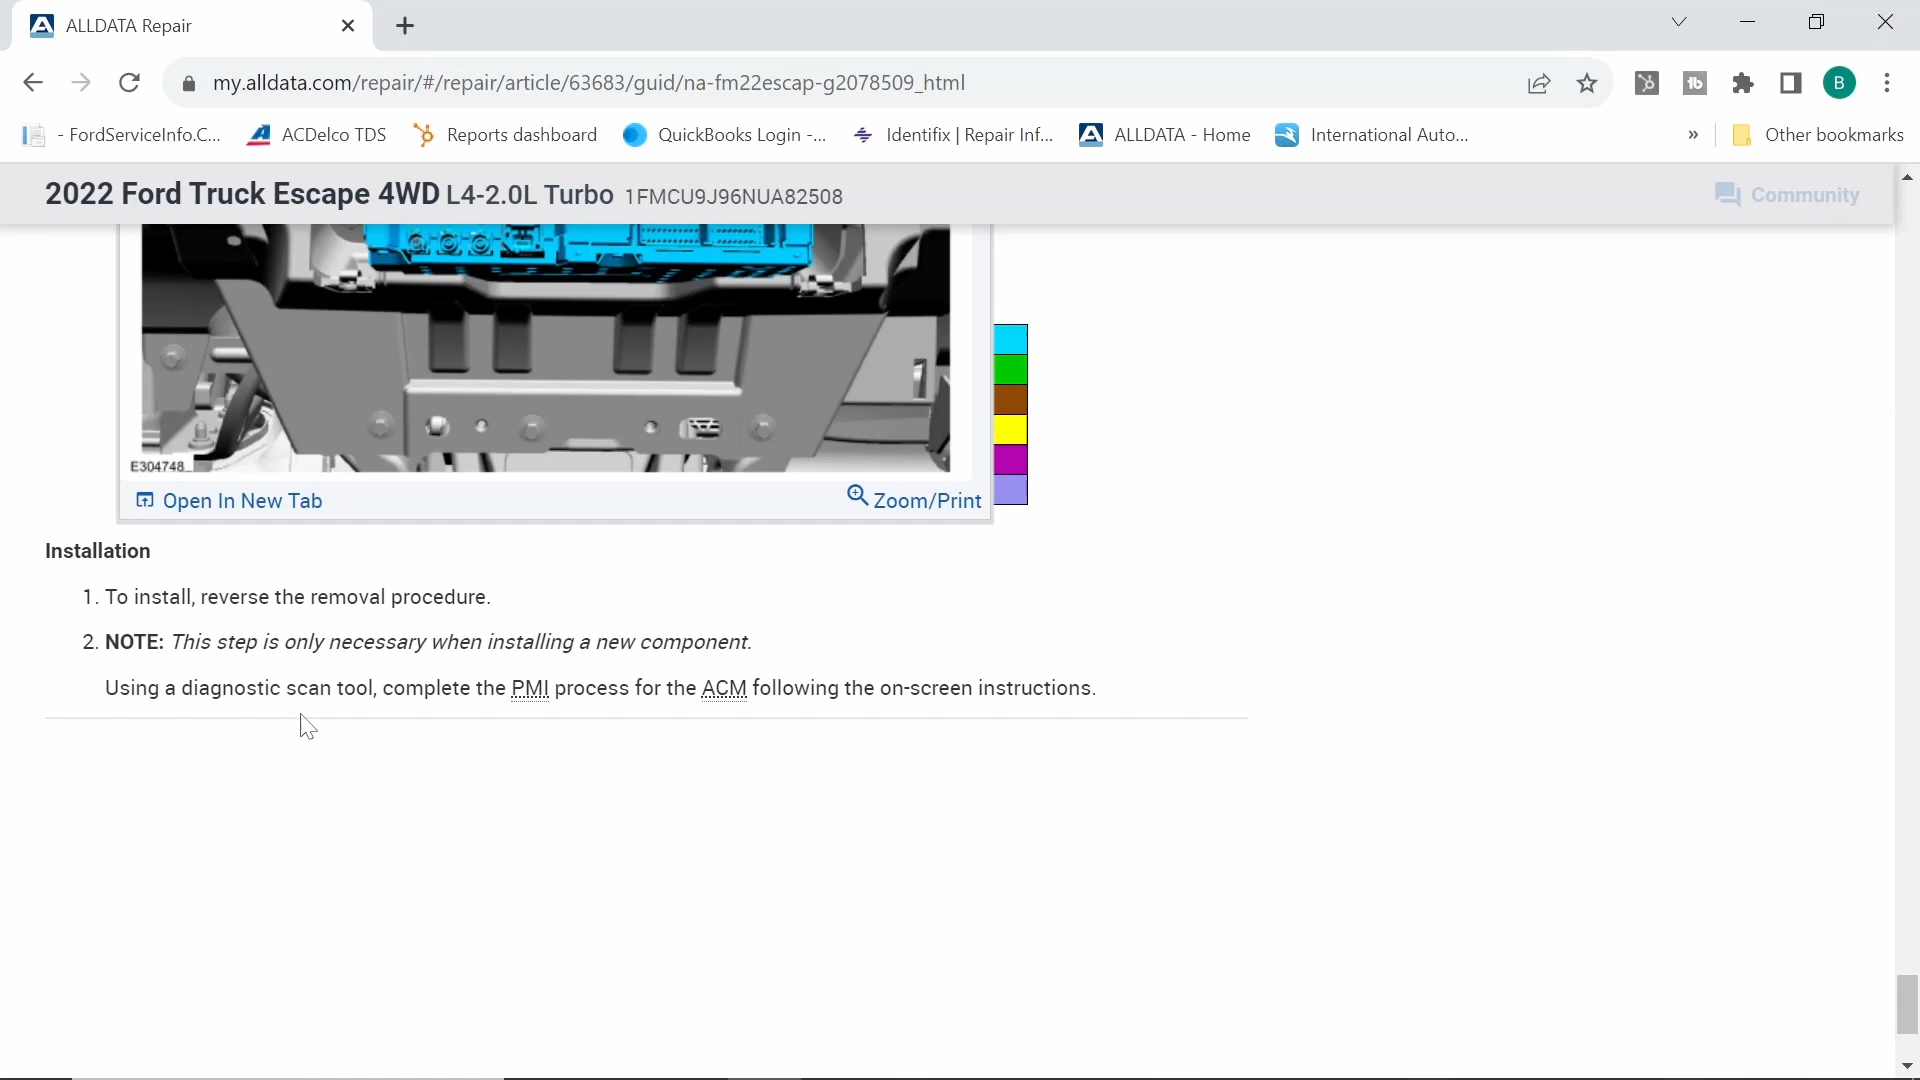 ALLDATA Repair
my.alldata.com/repair/#/repair/article/63683/guid/na-fm22escap-g2078509_html
B
- FordServiceInfo.C... ACDelco TDS Reports dashboard QuickBooks Login -... Identifix | Repair Inf... ALLDATA - Home International Auto... » Other bookmarks
2022 Ford Truck Escape 4WD L4-2.0L Turbo 1FMCU9J96NUA82508 Community
E304748
Open In New Tab Zoom/Print
Installation
1. To install, reverse the removal procedure.
2. NOTE: This step is only necessary when installing a new component.
Using a diagnostic scan tool, complete the PMI process for the ACM following the on-screen instructions.